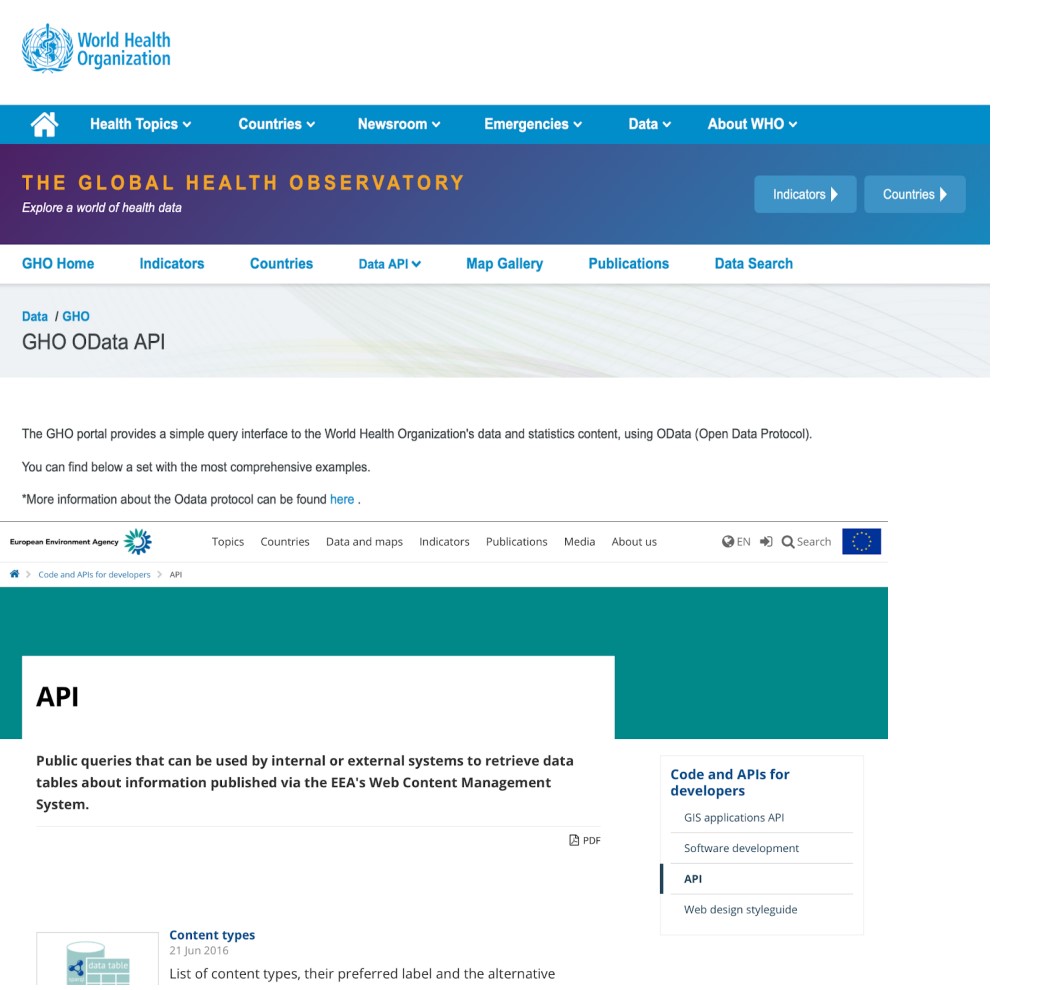 World Health
Organization
Health Topics
Countries
Newsroom
Emergencies
Data
About WHO
THE GLOBAL HEALTH OBSERVATORY
Explore a world of health data
Indicators
Countries
GHO Home
Indicators
Countries
Data API
Map Gallery
Publications
Data Search
Data / GHO
GHO OData API
The GHO portal provides a simple query interface to the World Health Organization's data and statistics content, using OData (Open Data Protocol).
You can find below a set with the most comprehensive examples.
*More information about the Odata protocol can be found here .
European Environment Agency
Topics
Countries
Data and maps
Indicators
Publications
Media
About us
EN
Search
Code and APIs for developers > API
API
Public queries that can be used by internal or external systems to retrieve data
tables about information published via the EEA's Web Content Management
System.
PDF
Code and APIs for
developers
GIS applications API
Software development
API
Web design styleguide
Content types
21 Jun 2016
data table
List of content types, their preferred label and the alternative